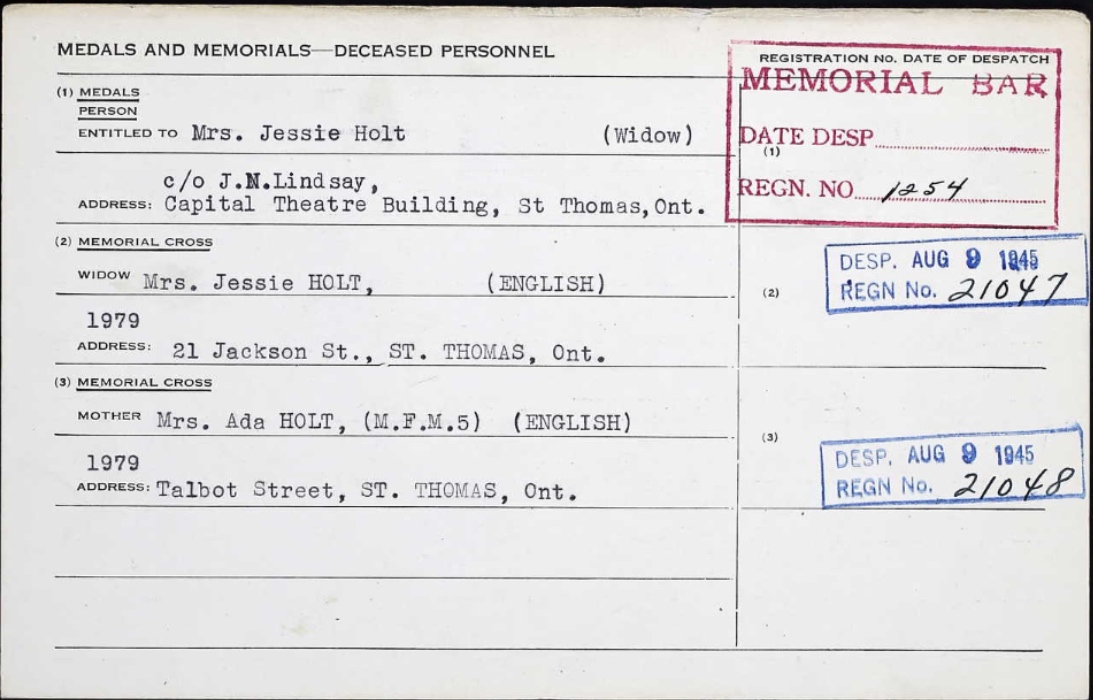 MEDALS AND MEMORIALS—DECEASED PERSONNEL
REGISTRATION No. DATE OF DESPATCH
MEMORIAL BAR
(1) MEDALS
PERSON
ENTITLED TO Mrs. Jessie Holt (Widow)
DATE DESP
(1)
c/o J.N.Lindsay,
REGN. NO. 1254
ADDRESS: Capital Theatre Building, St Thomas,Ont.
(2) MEMORIAL CROSS
DESP. AUG 9 1945
WIDOW Mrs. Jessie HOLT, (ENGLISH)
(2)
REGN No. 21047
1979
ADDRESS: 21 Jackson St., ST. THOMAS, Ont.
(3) MEMORIAL CROSS
MOTHER Mrs. Ada HOLT, (M.F.M.5) (ENGLISH)
(3)
DESP. AUG 9 1945
1979
REGN No. 21048
ADDRESS: Talbot Street, ST. THOMAS, Ont.